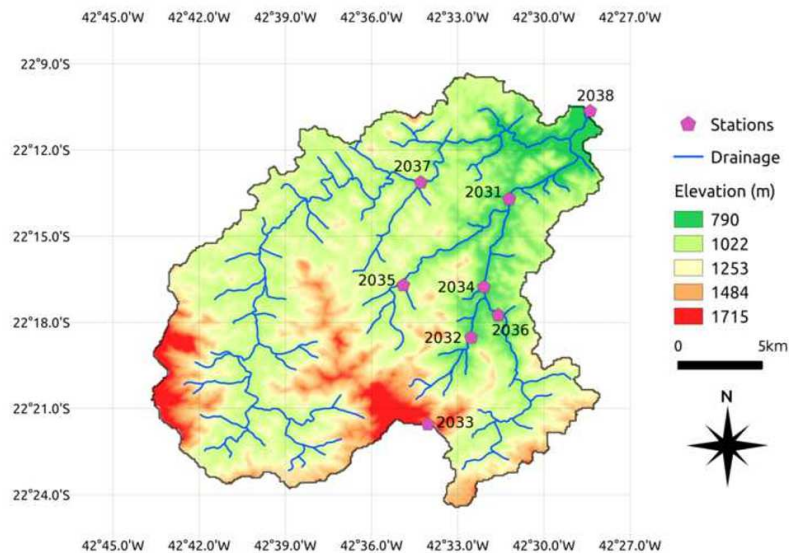 42°45.0'W 42°42.0'W 42°39.0'W 42°36.0'W 42°33.0'W 42°30.0'W 42°27.0'W
22°9.0'S
22°12.0'S
22°15.0'S
22°18.0'S
22°21.0'S
22°24.0'S
2038
2037
2031
2035
2034
2036
2032
2033
Stations
Drainage
Elevation (m)
790
1022
1253
1484
1715
0 5km
N
42°45.0'W 42°42.0'W 42°39.0'W 42°36.0'W 42°33.0'W 42°30.0'W 42°27.0'W